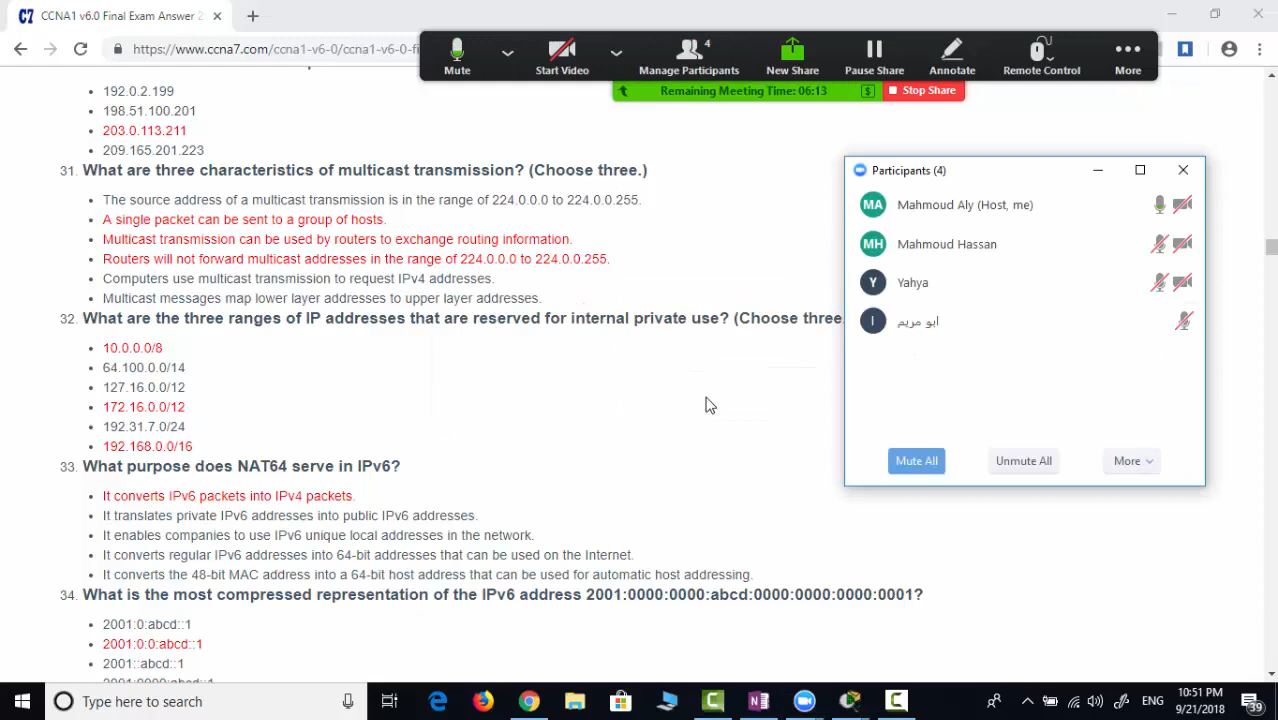 CCNA1 v6.0 Final Exam Answer 2
https://www.ccna7.com/ccna1-v6-0/ccna1-v6-0-fi
Mute
Start Video
4
Manage Participants
New Share
Pause Share
Annotate
Remote Control
More
Remaining Meeting Time: 06:13
$
Stop Share
192.0.2.199
198.51.100.201
203.0.113.211
209.165.201.223
31. What are three characteristics of multicast transmission? (Choose three.)
The source address of a multicast transmission is in the range of 224.0.0.0 to 224.0.0.255.
A single packet can be sent to a group of hosts.
Multicast transmission can be used by routers to exchange routing information.
Routers will not forward multicast addresses in the range of 224.0.0.0 to 224.0.0.255.
Computers use multicast transmission to request IPv4 addresses.
Multicast messages map lower layer addresses to upper layer addresses.
32. What are the three ranges of IP addresses that are reserved for internal private use? (Choose three
10.0.0.0/8
64.100.0.0/14
127.16.0.0/12
172.16.0.0/12
192.31.7.0/24
192.168.0.0/16
33. What purpose does NAT64 serve in IPv6?
It converts IPv6 packets into IPv4 packets.
It translates private IPv6 addresses into public IPv6 addresses.
It enables companies to use IPv6 unique local addresses in the network.
It converts regular IPv6 addresses into 64-bit addresses that can be used on the Internet.
It converts the 48-bit MAC address into a 64-bit host address that can be used for automatic host addressing.
34. What is the most compressed representation of the IPv6 address 2001:0000:0000:abcd:0000:0000:0000:0001?
2001:0:abcd::1
2001:0:0:abcd::1
2001::abcd::1
Participants (4)
MA Mahmoud Aly (Host, me)
MH Mahmoud Hassan
Y Yahya
I ابو مريم
Mute All
Unmute All
More
Type here to search
ENG
10:51 PM
9/21/2018
39